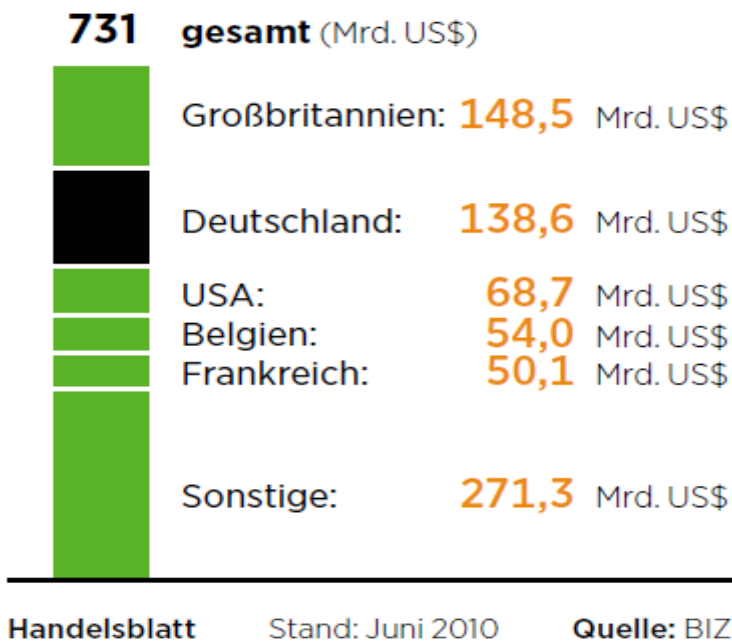 731 gesamt (Mrd. US$)
Großbritannien: 148,5 Mrd. US$
Deutschland: 138,6 Mrd. US$
USA: 68,7 Mrd. US$
Belgien: 54,0 Mrd. US$
Frankreich: 50,1 Mrd. US$
Sonstige: 271,3 Mrd. US$
Handelsblatt Stand: Juni 2010 Quelle: BIZ